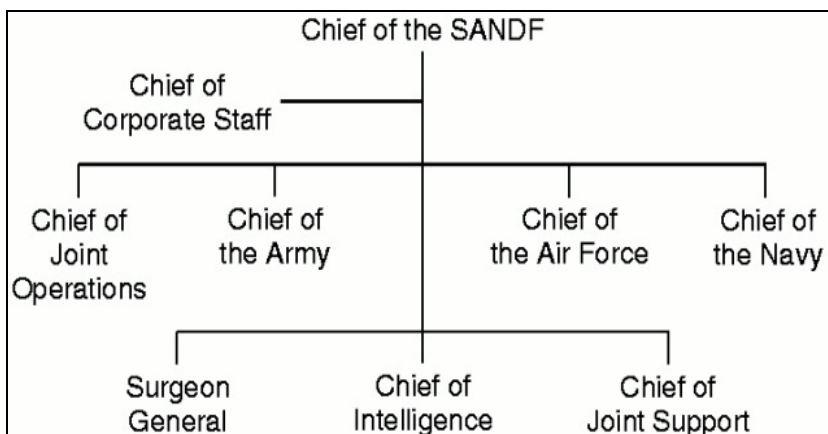 Chief of the SANDF
Chief of
Corporate Staff
Chief of
Joint
Operations
Chief of
the Army
Chief of
the Air Force
Chief of
the Navy
Surgeon
General
Chief of
Intelligence
Chief of
Joint Support